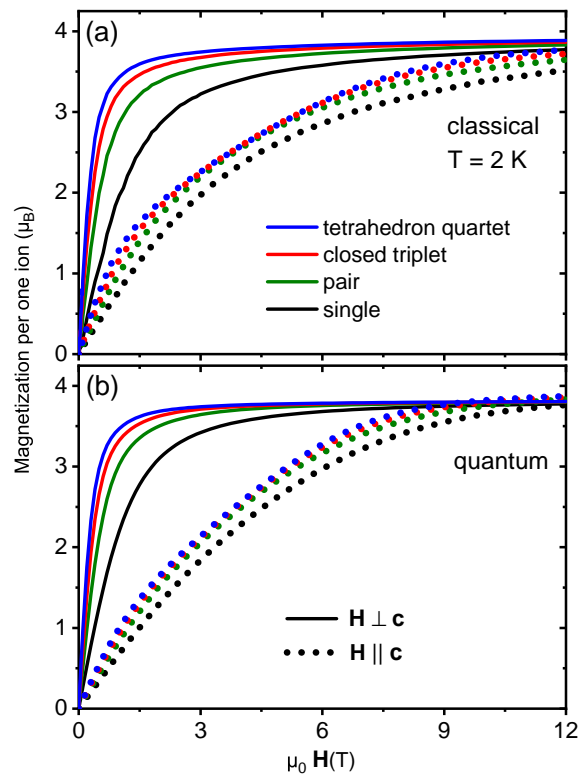 (a)
4
3
2
1
0
classical
T = 2 K
tetrahedron quartet
closed triplet
pair
single
Magnetization per one ion (μB)
(b)
4
3
2
1
0
quantum
H ⊥ c
H || c
0 3 6 9 12
μ0 H(T)